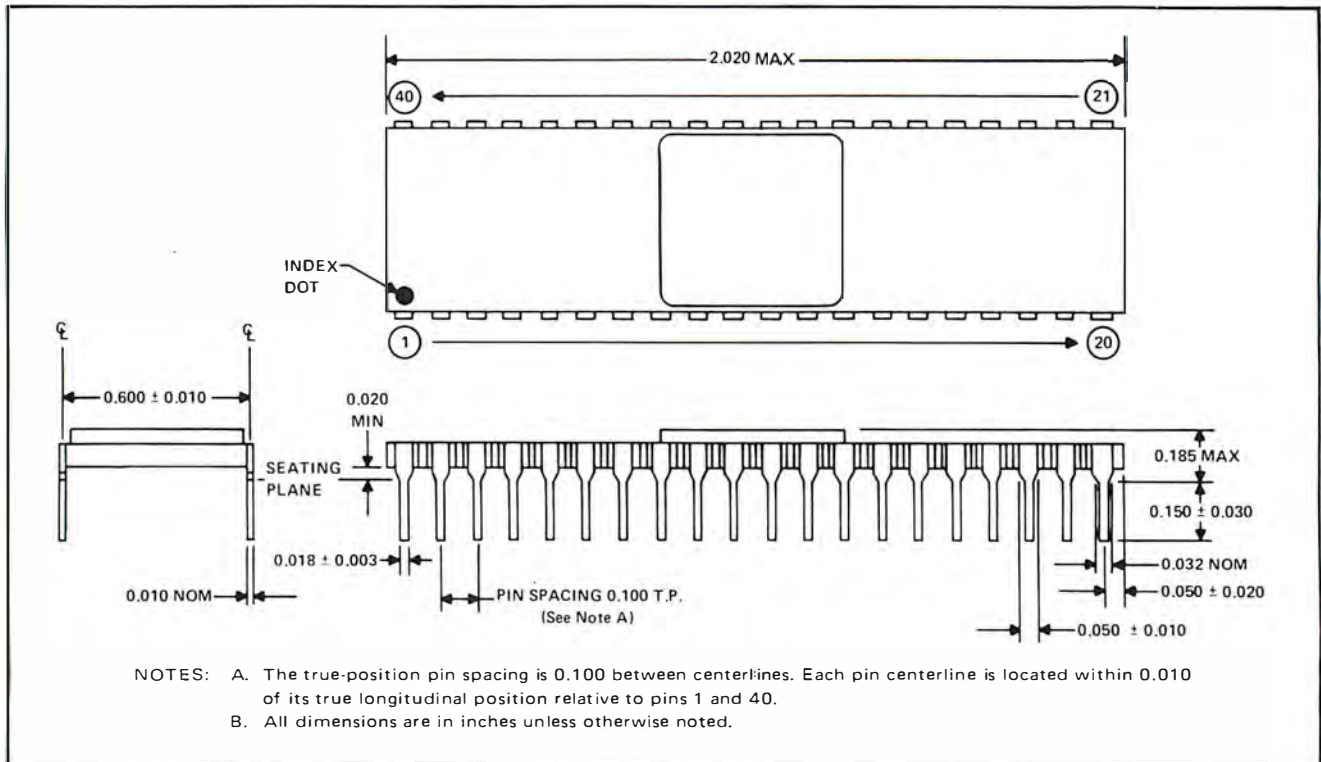 2.020 MAX
40
21
INDEX
DOT
1
20
℄
℄
0.600 ± 0.010
0.020
MIN
SEATING
PLANE
0.185 MAX
0.150 ± 0.030
0.018 ± 0.003
0.032 NOM
0.010 NOM
PIN SPACING 0.100 T.P.
(See Note A)
0.050 ± 0.020
0.050 ± 0.010
NOTES: A. The true-position pin spacing is 0.100 between centerlines. Each pin centerline is located within 0.010
of its true longitudinal position relative to pins 1 and 40.
B. All dimensions are in inches unless otherwise noted.